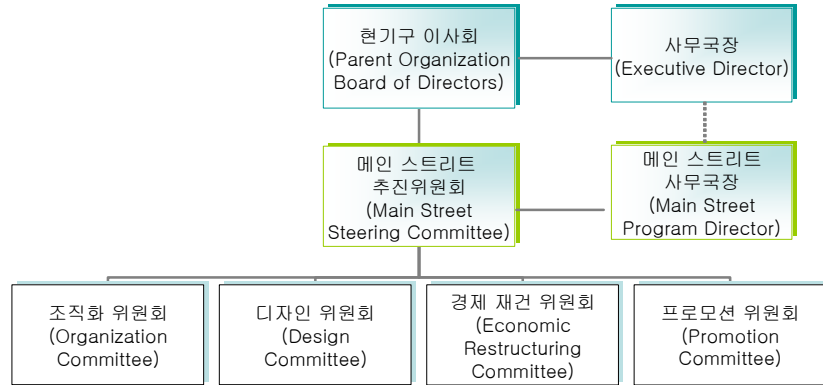 현기구 이사회
(Parent Organization
Board of Directors)
사무국장
(Executive Director)
메인 스트리트
추진위원회
(Main Street
Steering Committee)
메인 스트리트
사무국장
(Main Street
Program Director)
조직화 위원회
(Organization
Committee)
디자인 위원회
(Design
Committee)
경제 재건 위원회
(Economic
Restructuring
Committee)
프로모션 위원회
(Promotion
Committee)